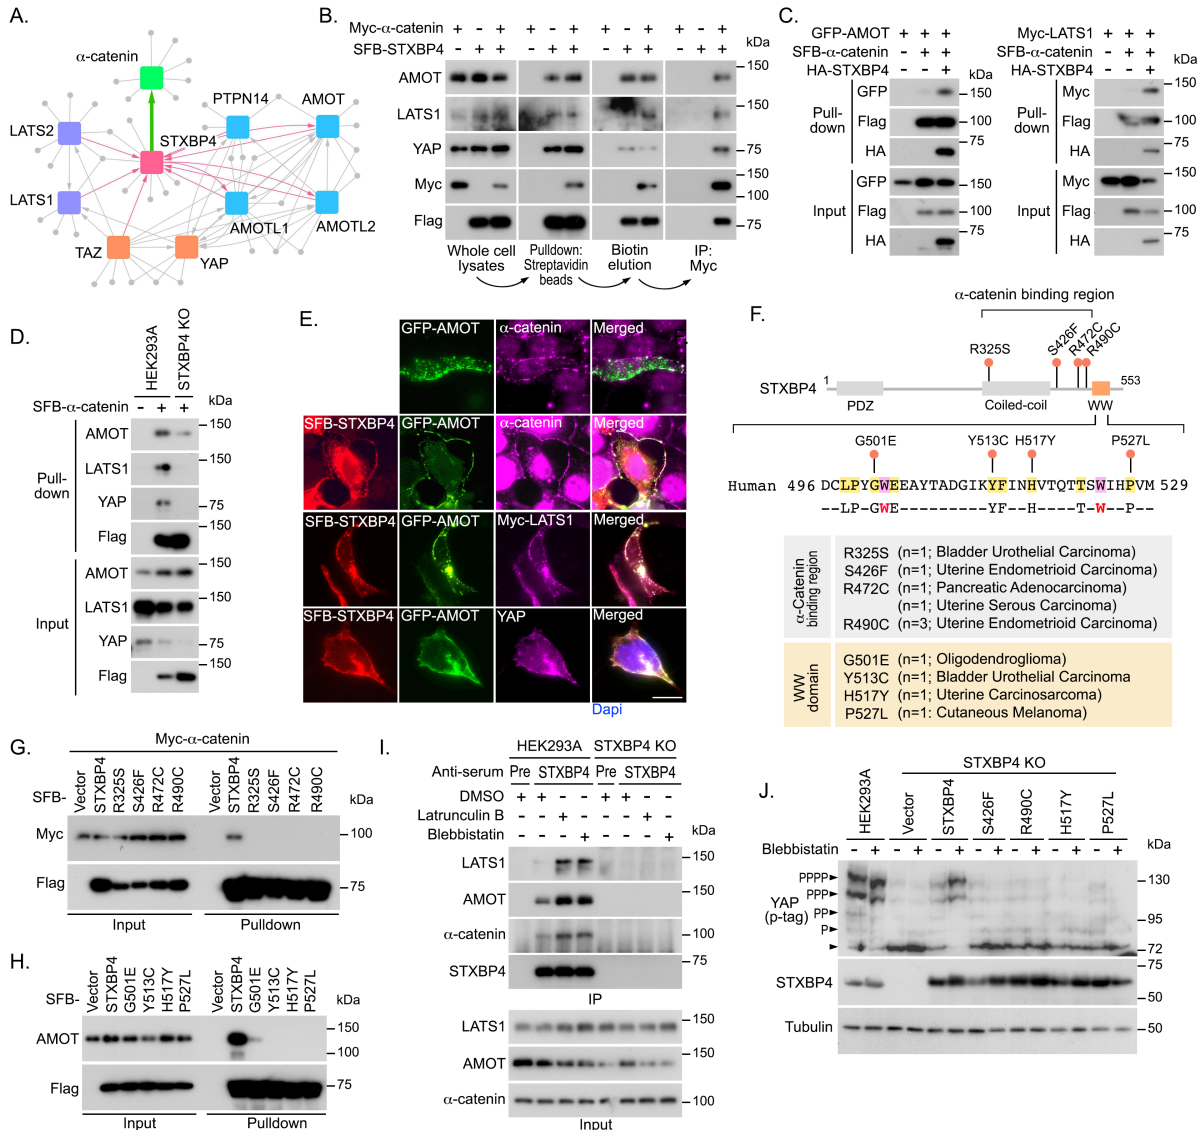 A.
α-catenin
PTPN14
AMOT
LATS2
STXBP4
LATS1
AMOTL1
AMOTL2
TAZ
YAP
B.
Myc-α-catenin + - + + - + + - + + - +
SFB-STXBP4 - + + - + + - + + - + +
kDa
AMOT
150
LATS1
150
YAP
75
Myc
150
100
Flag
75
Whole cell lysates
Pulldown: Streptavidin beads
Biotin elution
IP: Myc
C.
GFP-AMOT + + +
SFB-α-catenin - + +
HA-STXBP4 - - +
kDa
Pull-down
GFP
150
Flag
100
75
HA
Input
GFP
150
Flag
100
75
HA
Myc-LATS1 + + +
SFB-α-catenin - + +
HA-STXBP4 - - +
kDa
Pull-down
Myc
150
Flag
100
75
HA
Input
Myc
150
Flag
100
75
HA
D.
HEK293A
STXBP4 KO
SFB-α-catenin - + +
kDa
Pull-down
AMOT
150
LATS1
150
YAP
75
Flag
150
Input
AMOT
150
LATS1
150
YAP
75
Flag
150
E.
GFP-AMOT α-catenin Merged
SFB-STXBP4 GFP-AMOT α-catenin Merged
SFB-STXBP4 GFP-AMOT Myc-LATS1 Merged
SFB-STXBP4 GFP-AMOT YAP Merged
Dapi
F.
α-catenin binding region
R325S
S426F
R472C
R490C
STXBP4
1
553
PDZ
Coiled-coil
WW
G501E Y513C H517Y P527L
Human 496 DCLPYGWEEAYTADGIKYFINHVTQTTSWIHPVM 529
--LP-GWE---------YF--H-----T-W--P--
α-Catenin binding region
R325S (n=1; Bladder Urothelial Carcinoma)
S426F (n=1; Uterine Endometrioid Carcinoma)
R472C (n=1; Pancreatic Adenocarcinoma)
(n=1; Uterine Serous Carcinoma)
R490C (n=3; Uterine Endometrioid Carcinoma)
WW domain
G501E (n=1; Oligodendroglioma)
Y513C (n=1; Bladder Urothelial Carcinoma
H517Y (n=1; Uterine Carcinosarcoma)
P527L (n=1: Cutaneous Melanoma)
G.
Myc-α-catenin
SFB-
Vector STXBP4 R325S S426F R472C R490C Vector STXBP4 R325S S426F R472C R490C
kDa
Myc
100
Flag
75
Input Pulldown
H.
SFB-
Vector STXBP4 G501E Y513C H517Y P527L Vector STXBP4 G501E Y513C H517Y P527L
kDa
AMOT
150
100
Flag
75
Input Pulldown
I.
HEK293A STXBP4 KO
Anti-serum Pre STXBP4 Pre STXBP4
DMSO + + - - + + - -
Latrunculin B - - + - - - + -
Blebbistatin - - - + - - - +
kDa
LATS1
150
AMOT
150
α-catenin
100
STXBP4
75
IP
LATS1
150
AMOT
150
α-catenin
100
Input
J.
STXBP4 KO
HEK293A Vector STXBP4 S426F R490C H517Y P527L
Blebbistatin - + - + - + - + - + - + - +
kDa
YAP (p-tag)
PPPP
PPP
PP
P
130
95
72
STXBP4
75
50
Tubulin
50